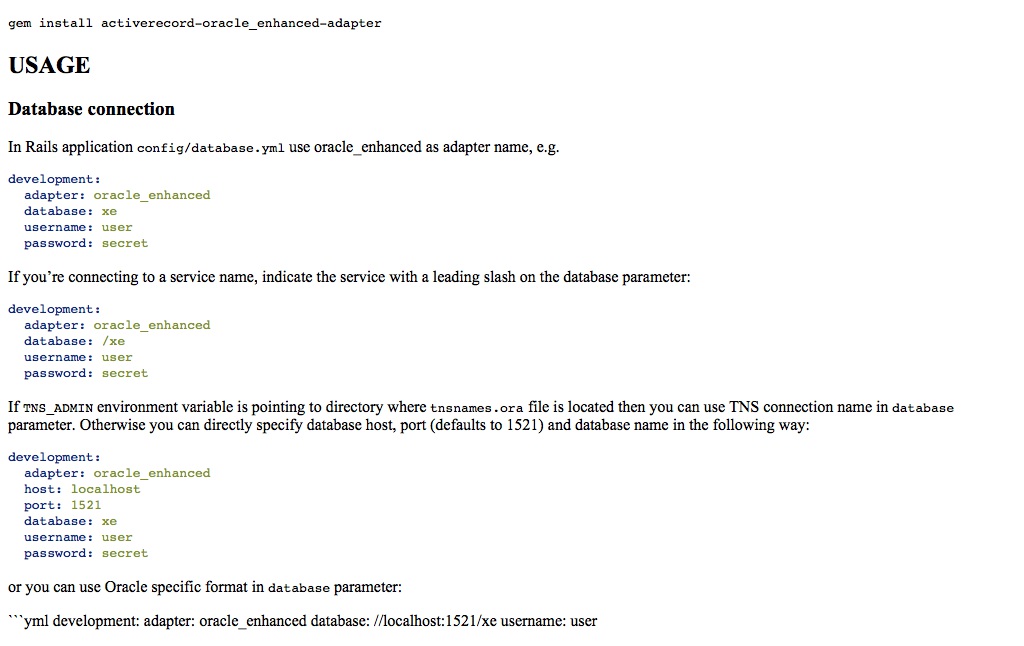 gem install activerecord-oracle_enhanced-adapter
USAGE
Database connection
In Rails application config/database.yml use oracle_enhanced as adapter name, e.g.
development:
  adapter: oracle_enhanced
  database: xe
  username: user
  password: secret
If you’re connecting to a service name, indicate the service with a leading slash on the database parameter:
development:
  adapter: oracle_enhanced
  database: /xe
  username: user
  password: secret
If TNS_ADMIN environment variable is pointing to directory where tnsnames.ora file is located then you can use TNS connection name in database
parameter. Otherwise you can directly specify database host, port (defaults to 1521) and database name in the following way:
development:
  adapter: oracle_enhanced
  host: localhost
  port: 1521
  database: xe
  username: user
  password: secret
or you can use Oracle specific format in database parameter:
```yml development: adapter: oracle_enhanced database: //localhost:1521/xe username: user